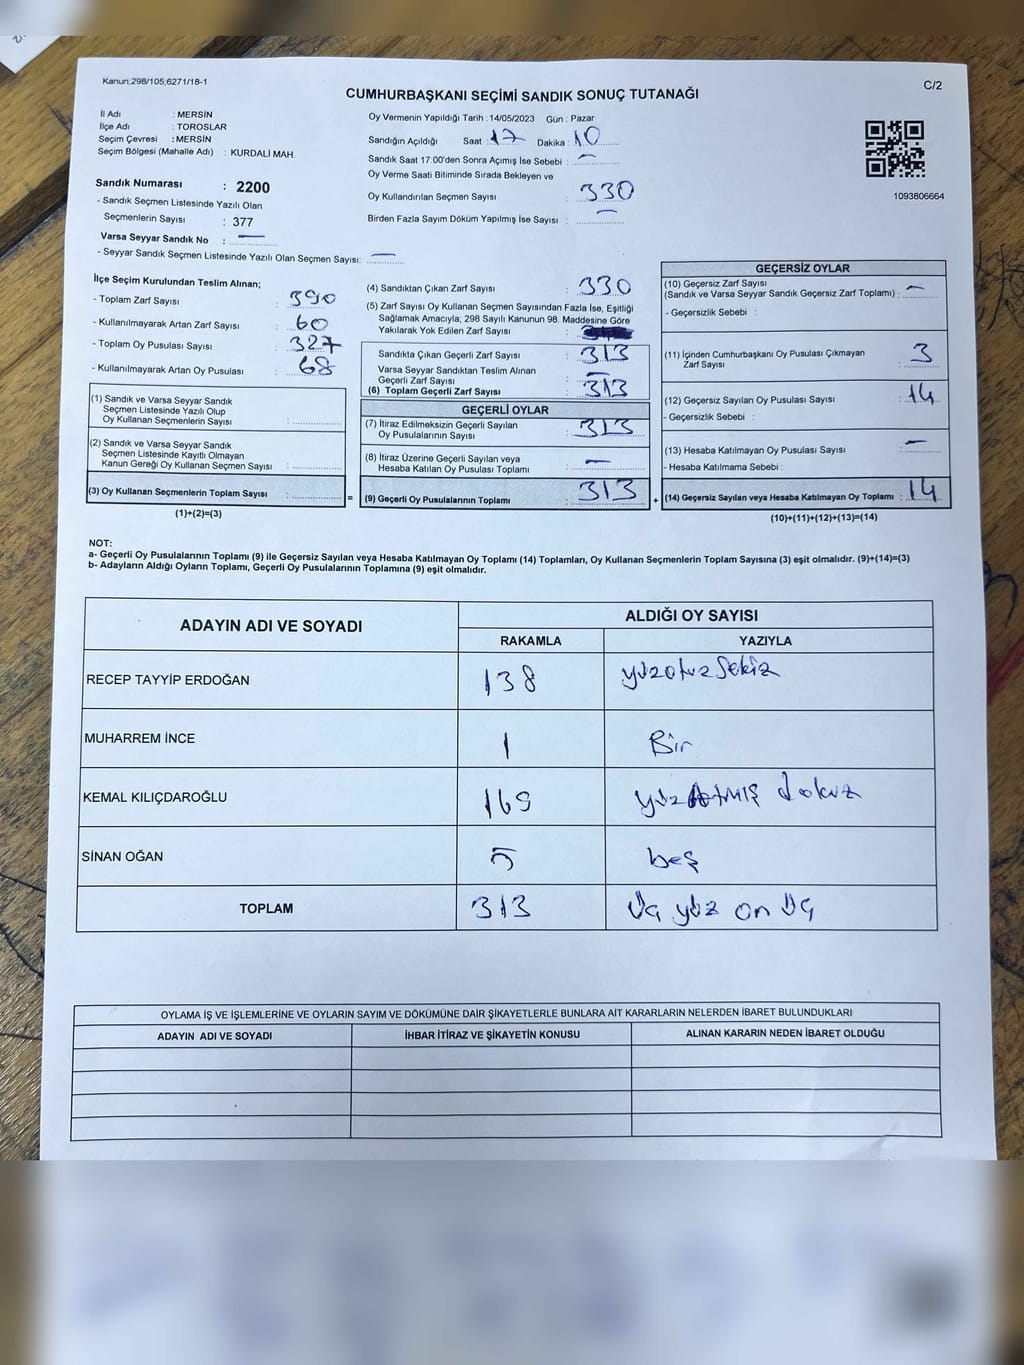 Kanun;298/105;6271/18-1
C/2
CUMHURBAŞKANI SEÇİMİ SANDIK SONUÇ TUTANAĞI
İl Adı : MERSİN
İlçe Adı : TOROSLAR
Seçim Çevresi : MERSİN
Seçim Bölgesi (Mahalle Adı) : KURDALİ MAH.
Sandık Numarası : 2200
- Sandık Seçmen Listesinde Yazılı Olan
Seçmenlerin Sayısı : 377
Varsa Seyyar Sandık No : —
- Seyyar Sandık Seçmen Listesinde Yazılı Olan Seçmen Sayısı: —
Oy Vermenin Yapıldığı Tarih : 14/05/2023 Gün : Pazar
Sandığın Açıldığı Saat : 17 Dakika : 10
Sandık Saat 17.00'den Sonra Açımış İse Sebebi : —
Oy Verme Saati Bitiminde Sırada Bekleyen ve
Oy Kullandırılan Seçmen Sayısı : 330
Birden Fazla Sayım Döküm Yapılmış İse Sayısı : —
1093806664
İlçe Seçim Kurulundan Teslim Alınan;
- Toplam Zarf Sayısı : 390
- Kullanılmayarak Artan Zarf Sayısı : 60
- Toplam Oy Pusulası Sayısı : 327
- Kullanılmayarak Artan Oy Pusulası : 68
(1) Sandık ve Varsa Seyyar Sandık
Seçmen Listesinde Yazılı Olup
Oy Kullanan Seçmenlerin Sayısı :
(2) Sandık ve Varsa Seyyar Sandık
Seçmen Listesinde Kayıtlı Olmayan
Kanun Gereği Oy Kullanan Seçmen Sayısı :
(3) Oy Kullanan Seçmenlerin Toplam Sayısı : =
(1)+(2)=(3)
(4) Sandıktan Çıkan Zarf Sayısı : 330
(5) Zarf Sayısı Oy Kullanan Seçmen Sayısından Fazla İse, Eşitliği
Sağlamak Amacıyla; 298 Sayılı Kanunun 98. Maddesine Göre
Yakılarak Yok Edilen Zarf Sayısı :
Sandıkta Çıkan Geçerli Zarf Sayısı : 313
Varsa Seyyar Sandıktan Teslim Alınan
Geçerli Zarf Sayısı : —
(6) Toplam Geçerli Zarf Sayısı : 313
GEÇERLİ OYLAR
(7) İtiraz Edilmeksizin Geçerli Sayılan
Oy Pusulalarının Sayısı : 313
(8) İtiraz Üzerine Geçerli Sayılan veya
Hesaba Katılan Oy Pusulası Toplamı : —
(9) Geçerli Oy Pusulalarının Toplamı : 313 +
GEÇERSİZ OYLAR
(10) Geçersiz Zarf Sayısı
(Sandık ve Varsa Seyyar Sandık Geçersiz Zarf Toplamı) : —
- Geçersizlik Sebebi :
(11) İçinden Cumhurbaşkanı Oy Pusulası Çıkmayan
Zarf Sayısı : 3
(12) Geçersiz Sayılan Oy Pusulası Sayısı : 14
- Geçersizlik Sebebi :
(13) Hesaba Katılmayan Oy Pusulası Sayısı : —
- Hesaba Katılmama Sebebi :
(14) Geçersiz Sayılan veya Hesaba Katılmayan Oy Toplamı : 14
(10)+(11)+(12)+(13)=(14)
NOT:
a- Geçerli Oy Pusulalarının Toplamı (9) ile Geçersiz Sayılan veya Hesaba Katılmayan Oy Toplamı (14) Toplamları, Oy Kullanan Seçmenlerin Toplam Sayısına (3) eşit olmalıdır. (9)+(14)=(3)
b- Adayların Aldığı Oyların Toplamı, Geçerli Oy Pusulalarının Toplamına (9) eşit olmalıdır.
ADAYIN ADI VE SOYADI
ALDIĞI OY SAYISI
RAKAMLA YAZIYLA
RECEP TAYYİP ERDOĞAN 138 yüzotuzsekiz
MUHARREM İNCE 1 Bir
KEMAL KILIÇDAROĞLU 169 yüzAtmış dokuz
SİNAN OĞAN 5 beş
TOPLAM 313 Üç yüz on üç
OYLAMA İŞ VE İŞLEMLERİNE VE OYLARIN SAYIM VE DÖKÜMÜNE DAİR ŞİKAYETLERLE BUNLARA AİT KARARLARIN NELERDEN İBARET BULUNDUKLARI
ADAYIN ADI VE SOYADI İHBAR İTİRAZ VE ŞİKAYETİN KONUSU ALINAN KARARIN NEDEN İBARET OLDUĞU